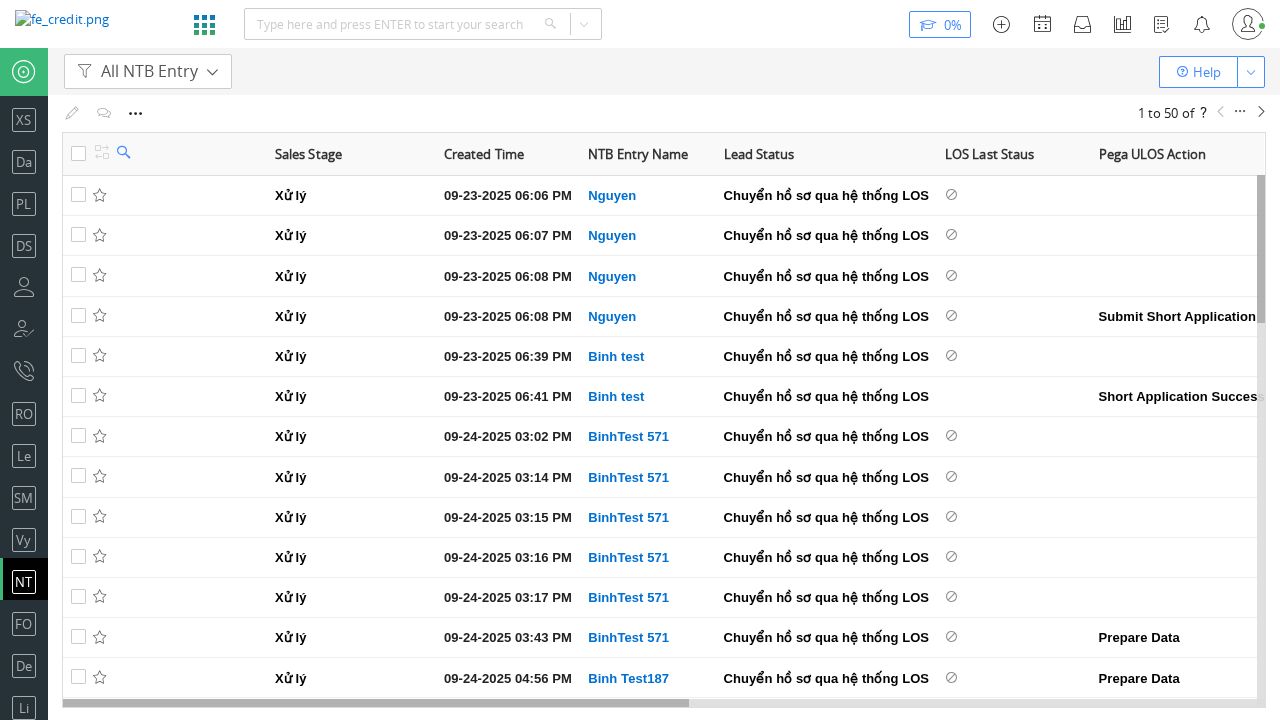 fe_credit.png
Type here and press ENTER to start your search
0%
All NTB Entry
Help
1 to 50 of ?
Sales Stage Created Time NTB Entry Name Lead Status LOS Last Staus Pega ULOS Action
Xử lý 09-23-2025 06:06 PM Nguyen Chuyển hồ sơ qua hệ thống LOS
Xử lý 09-23-2025 06:07 PM Nguyen Chuyển hồ sơ qua hệ thống LOS
Xử lý 09-23-2025 06:08 PM Nguyen Chuyển hồ sơ qua hệ thống LOS
Xử lý 09-23-2025 06:08 PM Nguyen Chuyển hồ sơ qua hệ thống LOS Submit Short Application
Xử lý 09-23-2025 06:39 PM Binh test Chuyển hồ sơ qua hệ thống LOS
Xử lý 09-23-2025 06:41 PM Binh test Chuyển hồ sơ qua hệ thống LOS Short Application Success
Xử lý 09-24-2025 03:02 PM BinhTest 571 Chuyển hồ sơ qua hệ thống LOS
Xử lý 09-24-2025 03:14 PM BinhTest 571 Chuyển hồ sơ qua hệ thống LOS
Xử lý 09-24-2025 03:15 PM BinhTest 571 Chuyển hồ sơ qua hệ thống LOS
Xử lý 09-24-2025 03:16 PM BinhTest 571 Chuyển hồ sơ qua hệ thống LOS
Xử lý 09-24-2025 03:17 PM BinhTest 571 Chuyển hồ sơ qua hệ thống LOS
Xử lý 09-24-2025 03:43 PM BinhTest 571 Chuyển hồ sơ qua hệ thống LOS Prepare Data
Xử lý 09-24-2025 04:56 PM Binh Test187 Chuyển hồ sơ qua hệ thống LOS Prepare Data
XS
Da
PL
DS
RO
Le
SM
Vy
NT
FO
De
Li